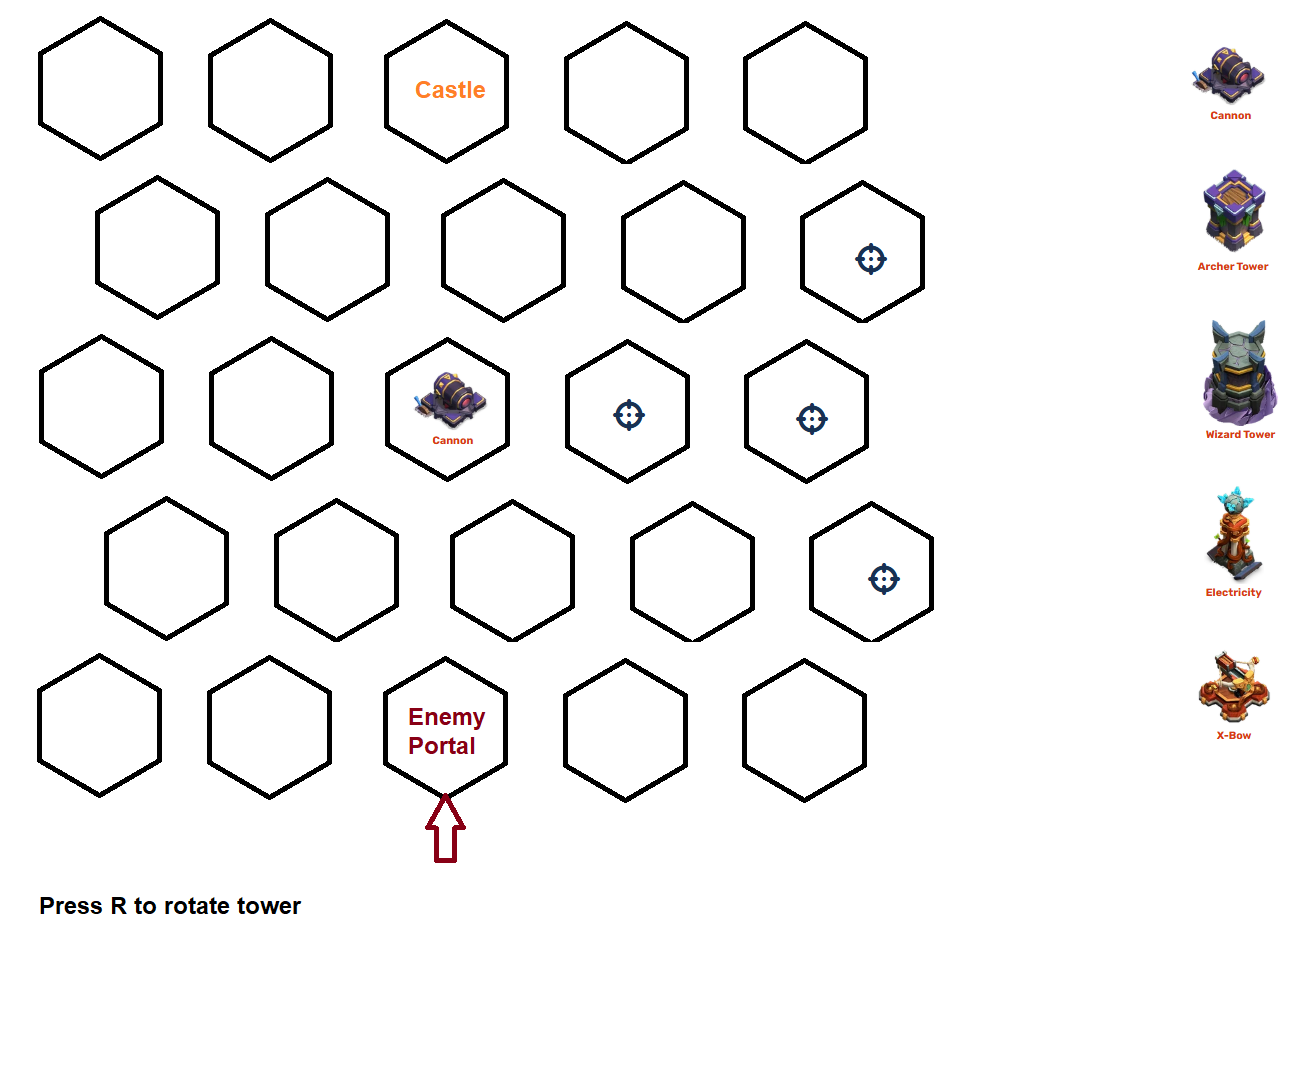 Castle
Cannon
Archer Tower
Cannon
Wizard Tower
Electricity
Enemy
Portal
X-Bow
Press R to rotate tower